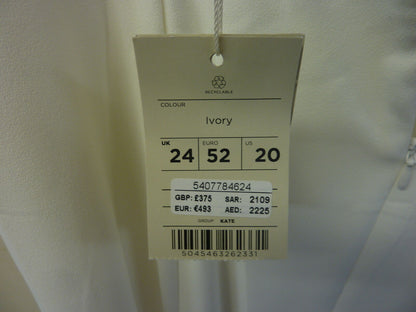 RECYCLABLE
COLOUR
Ivory
UK 24 EURO 52 US 20
5407784624
GBP: £375 SAR: 2109
EUR: €493 AED: 2225
GROUP KATE
5045463262331